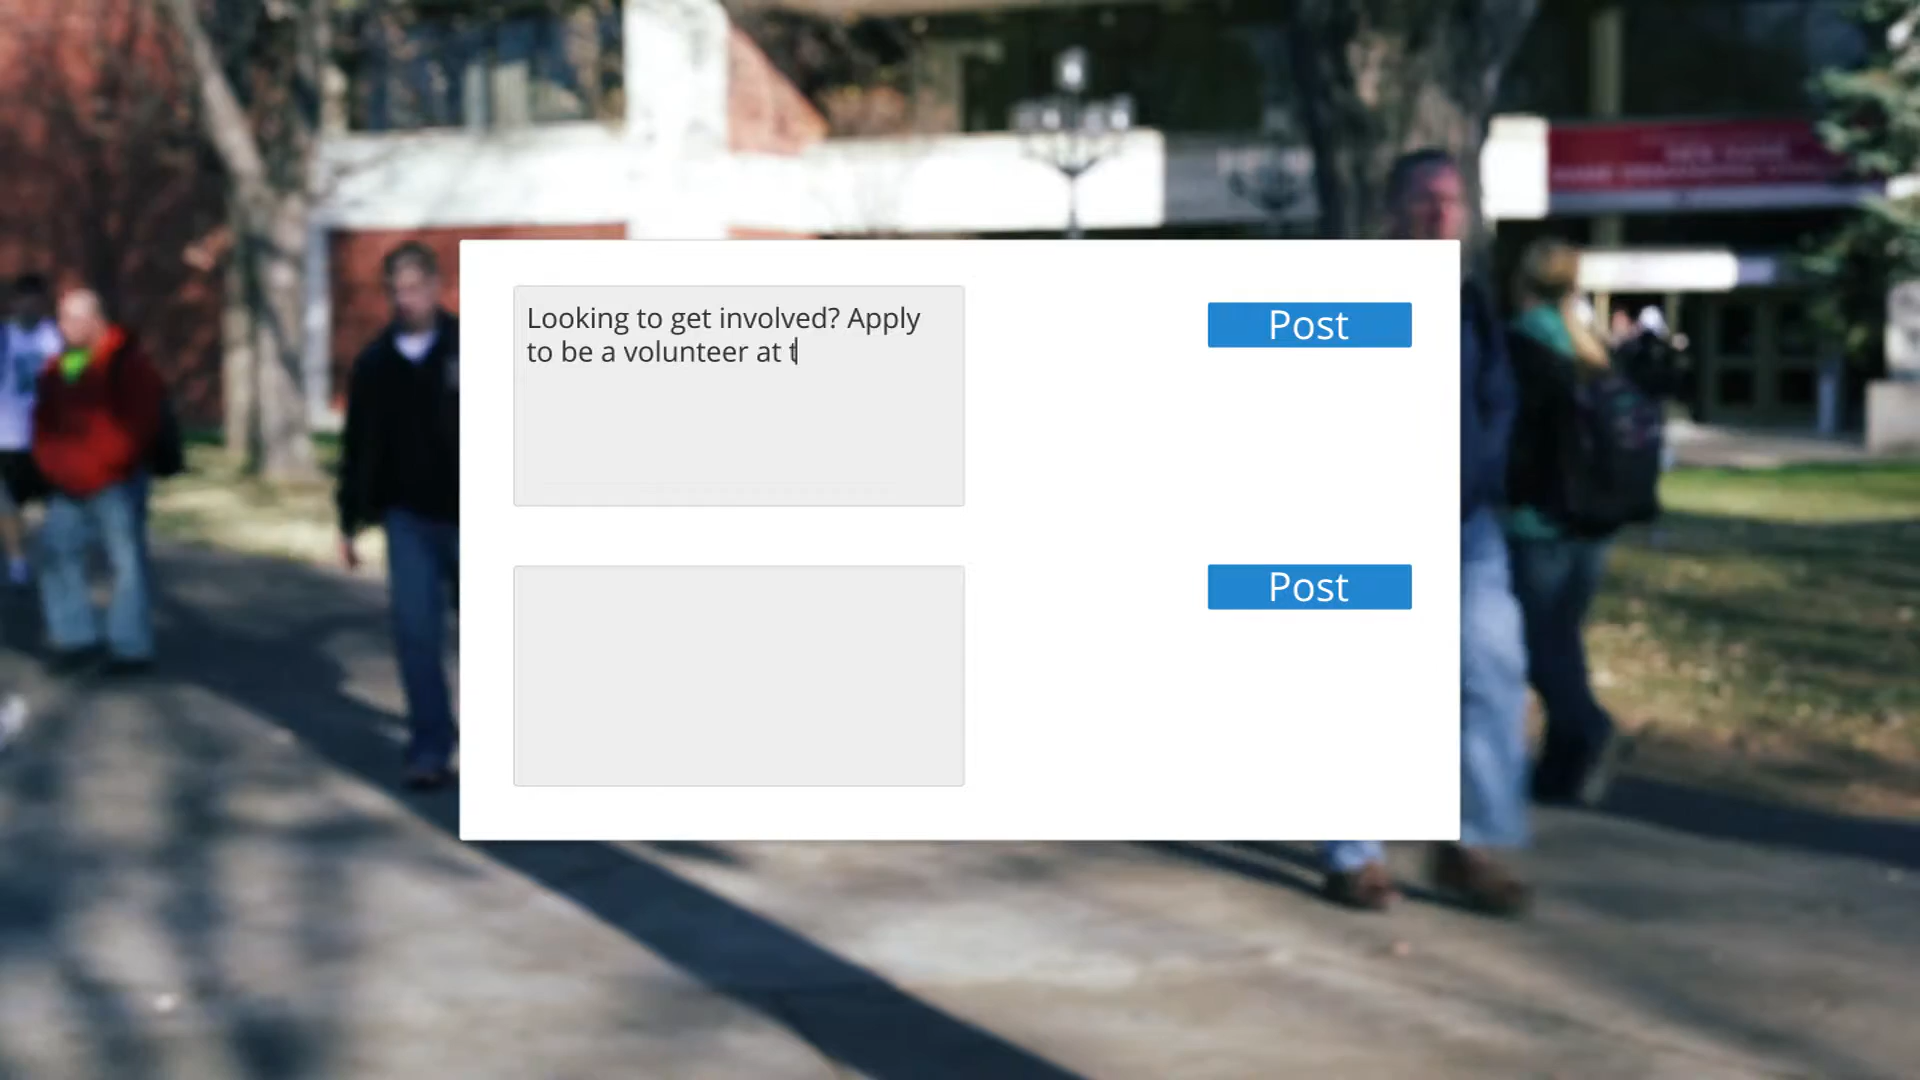 Looking to get involved? Apply
to be a volunteer at t
Post
Post